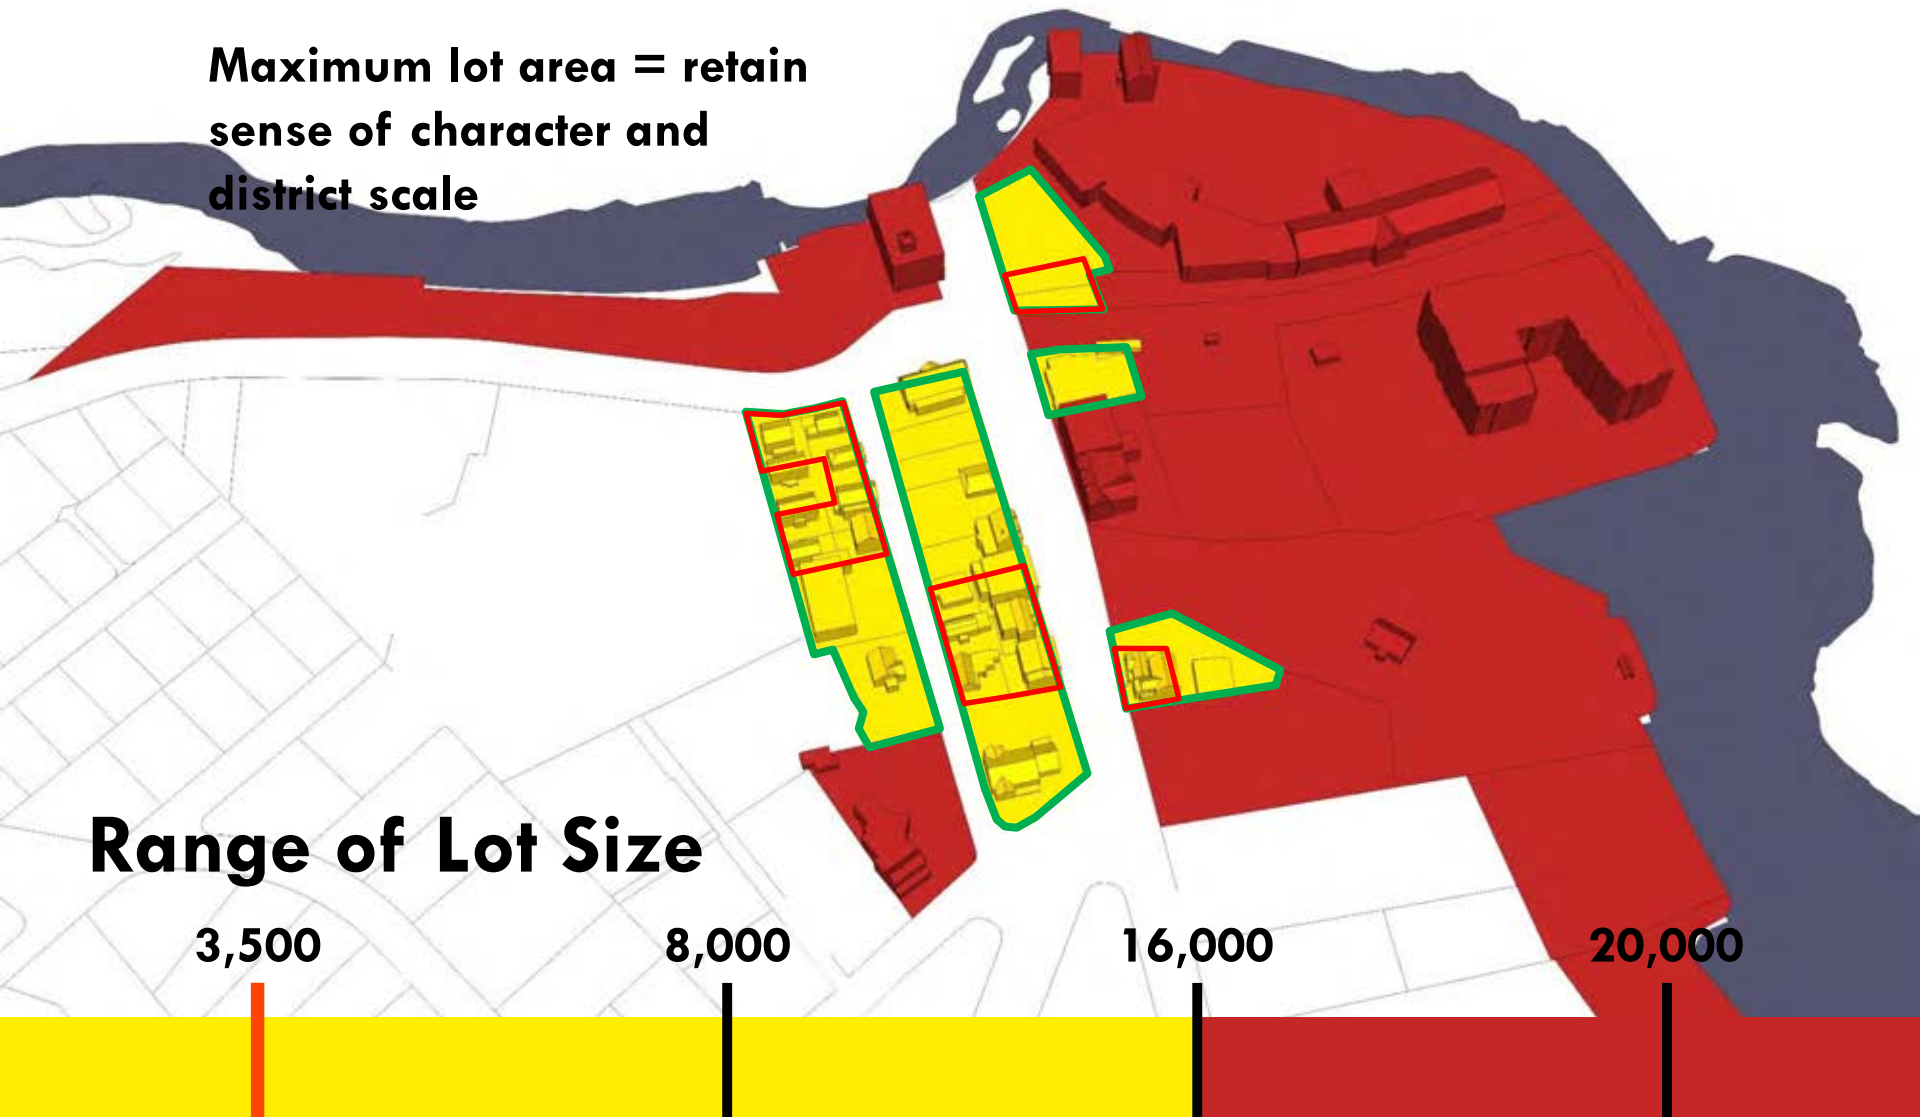 Maximum lot area = retain
sense of character and
district scale
Range of Lot Size
3,500
8,000
16,000
20,000